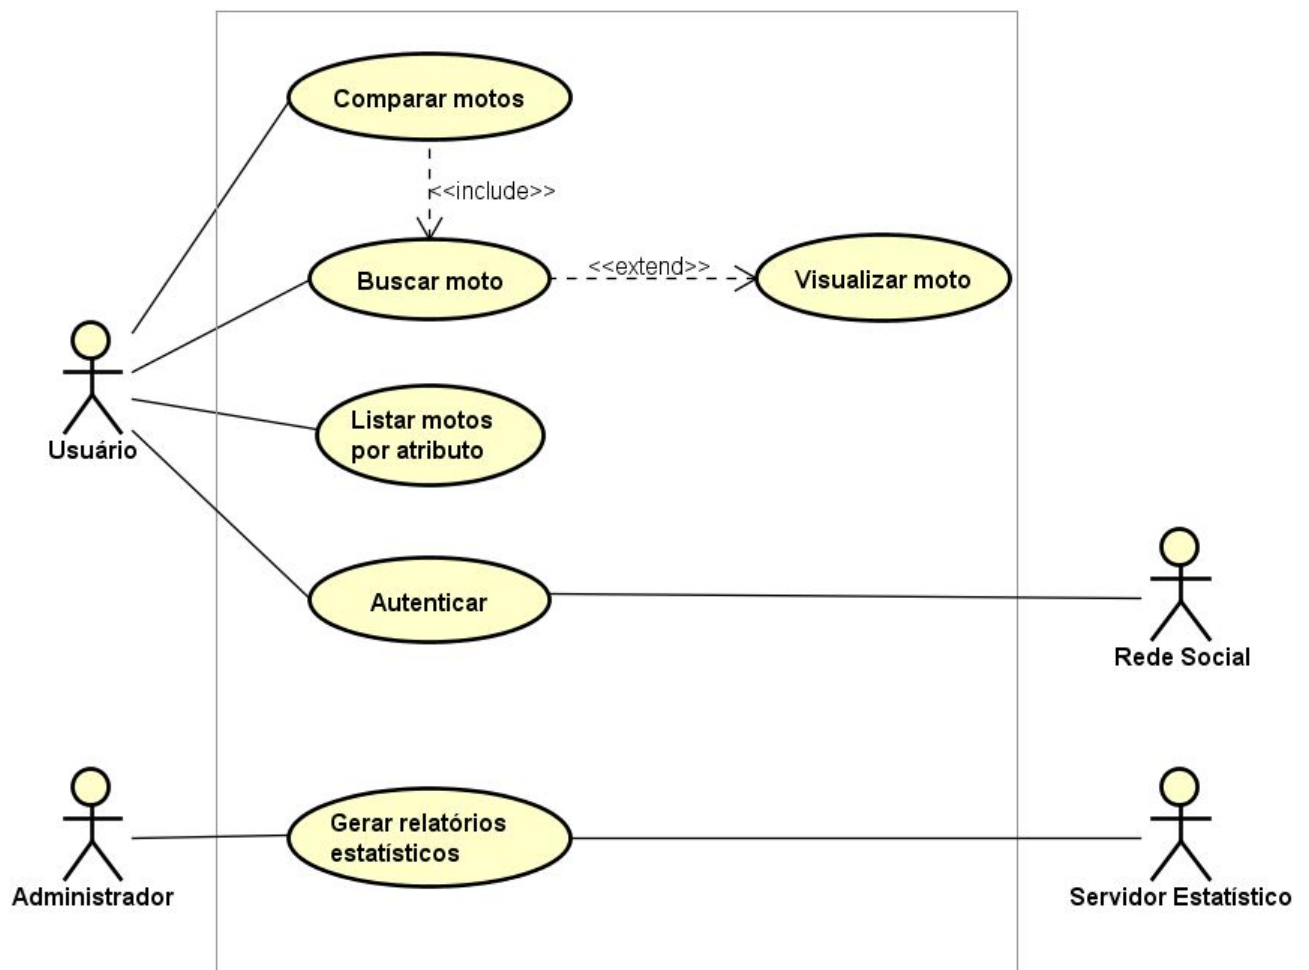 Comparar motos
<<include>>
Buscar moto
<<extend>>
Visualizar moto
Usuário
Listar motos
por atributo
Autenticar
Rede Social
Gerar relatórios
estatísticos
Administrador
Servidor Estatístico